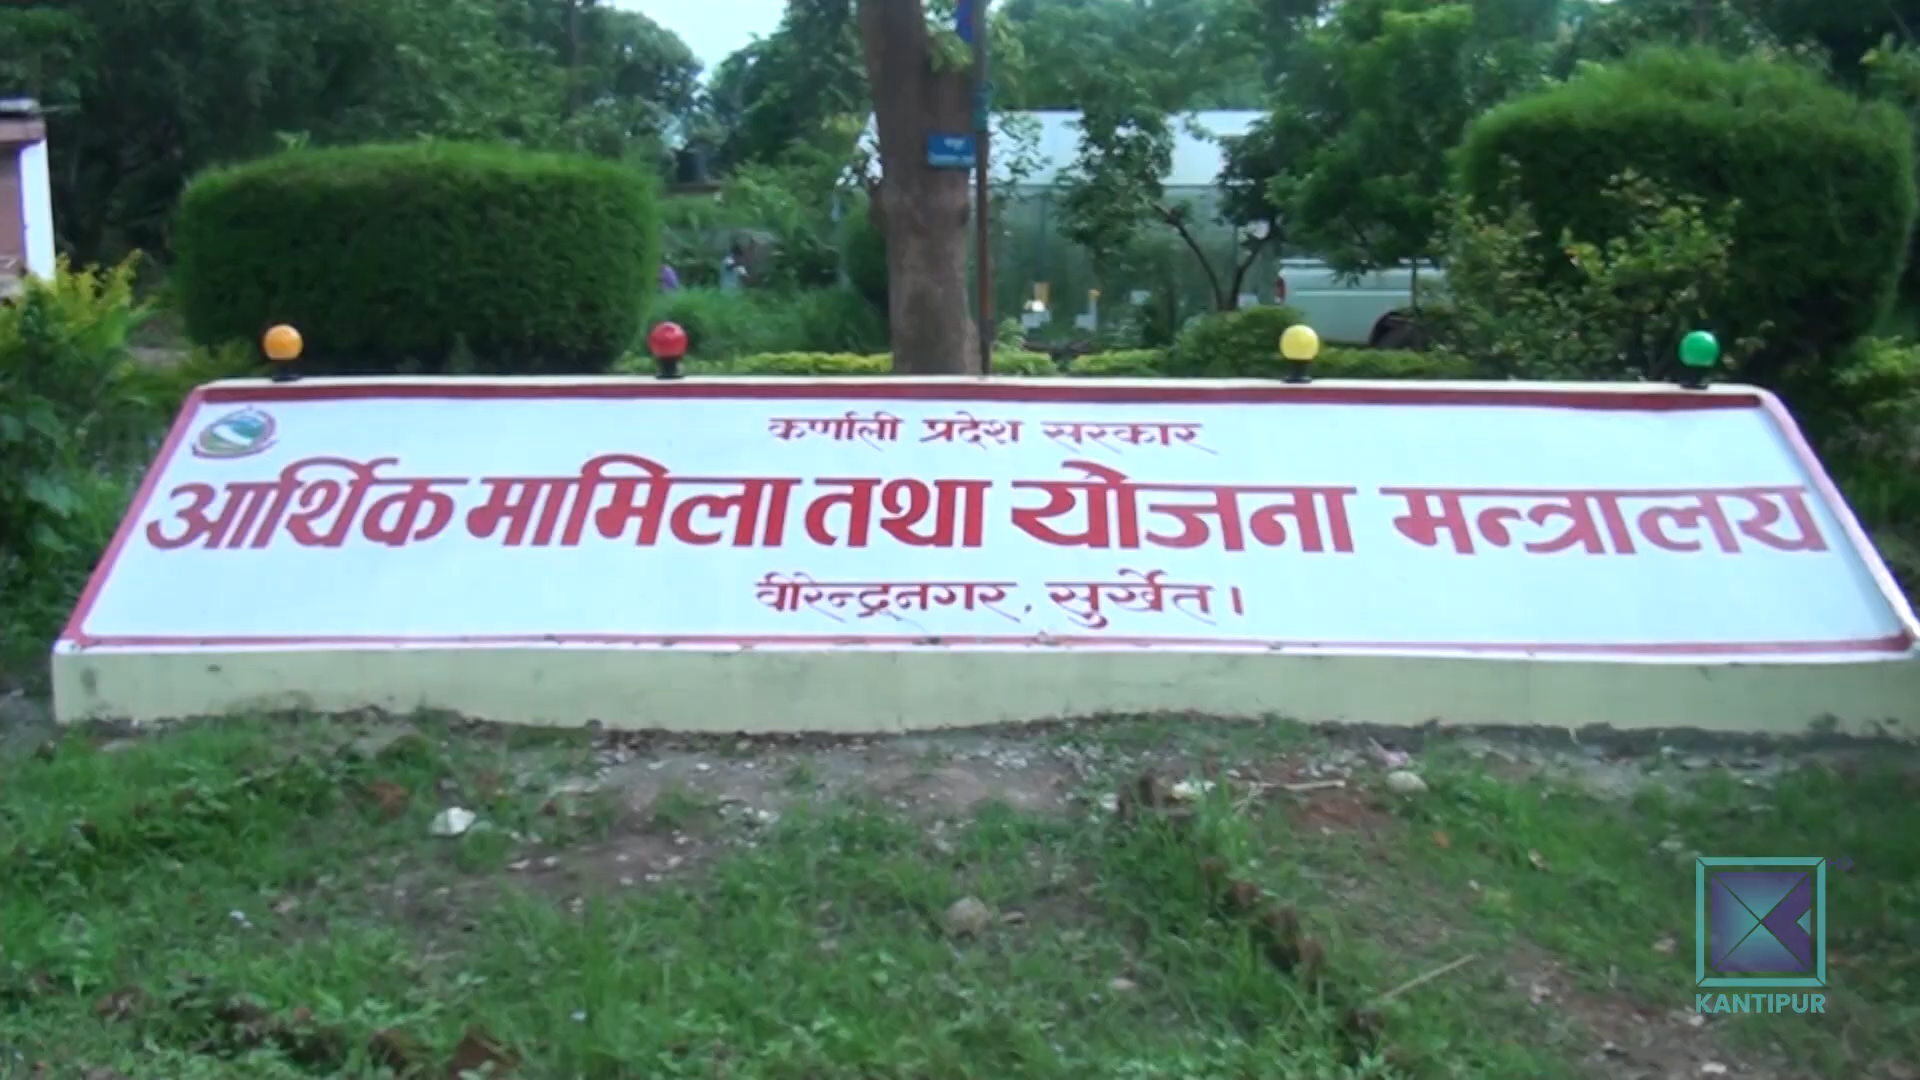 कर्णाली प्रदेश सरकार
आर्थिक मामिला तथा योजना मन्त्रालय
वीरेन्द्रनगर, सुर्खेत।
KANTIPUR